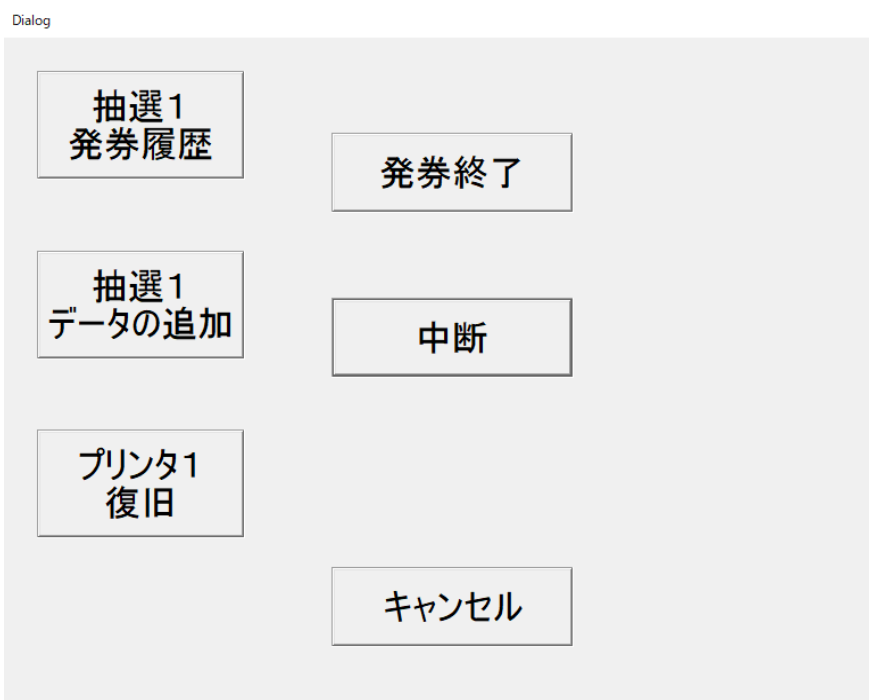 Dialog
抽選1
発券履歴
発券終了
抽選1
データの追加
中断
プリンタ1
復旧
キャンセル